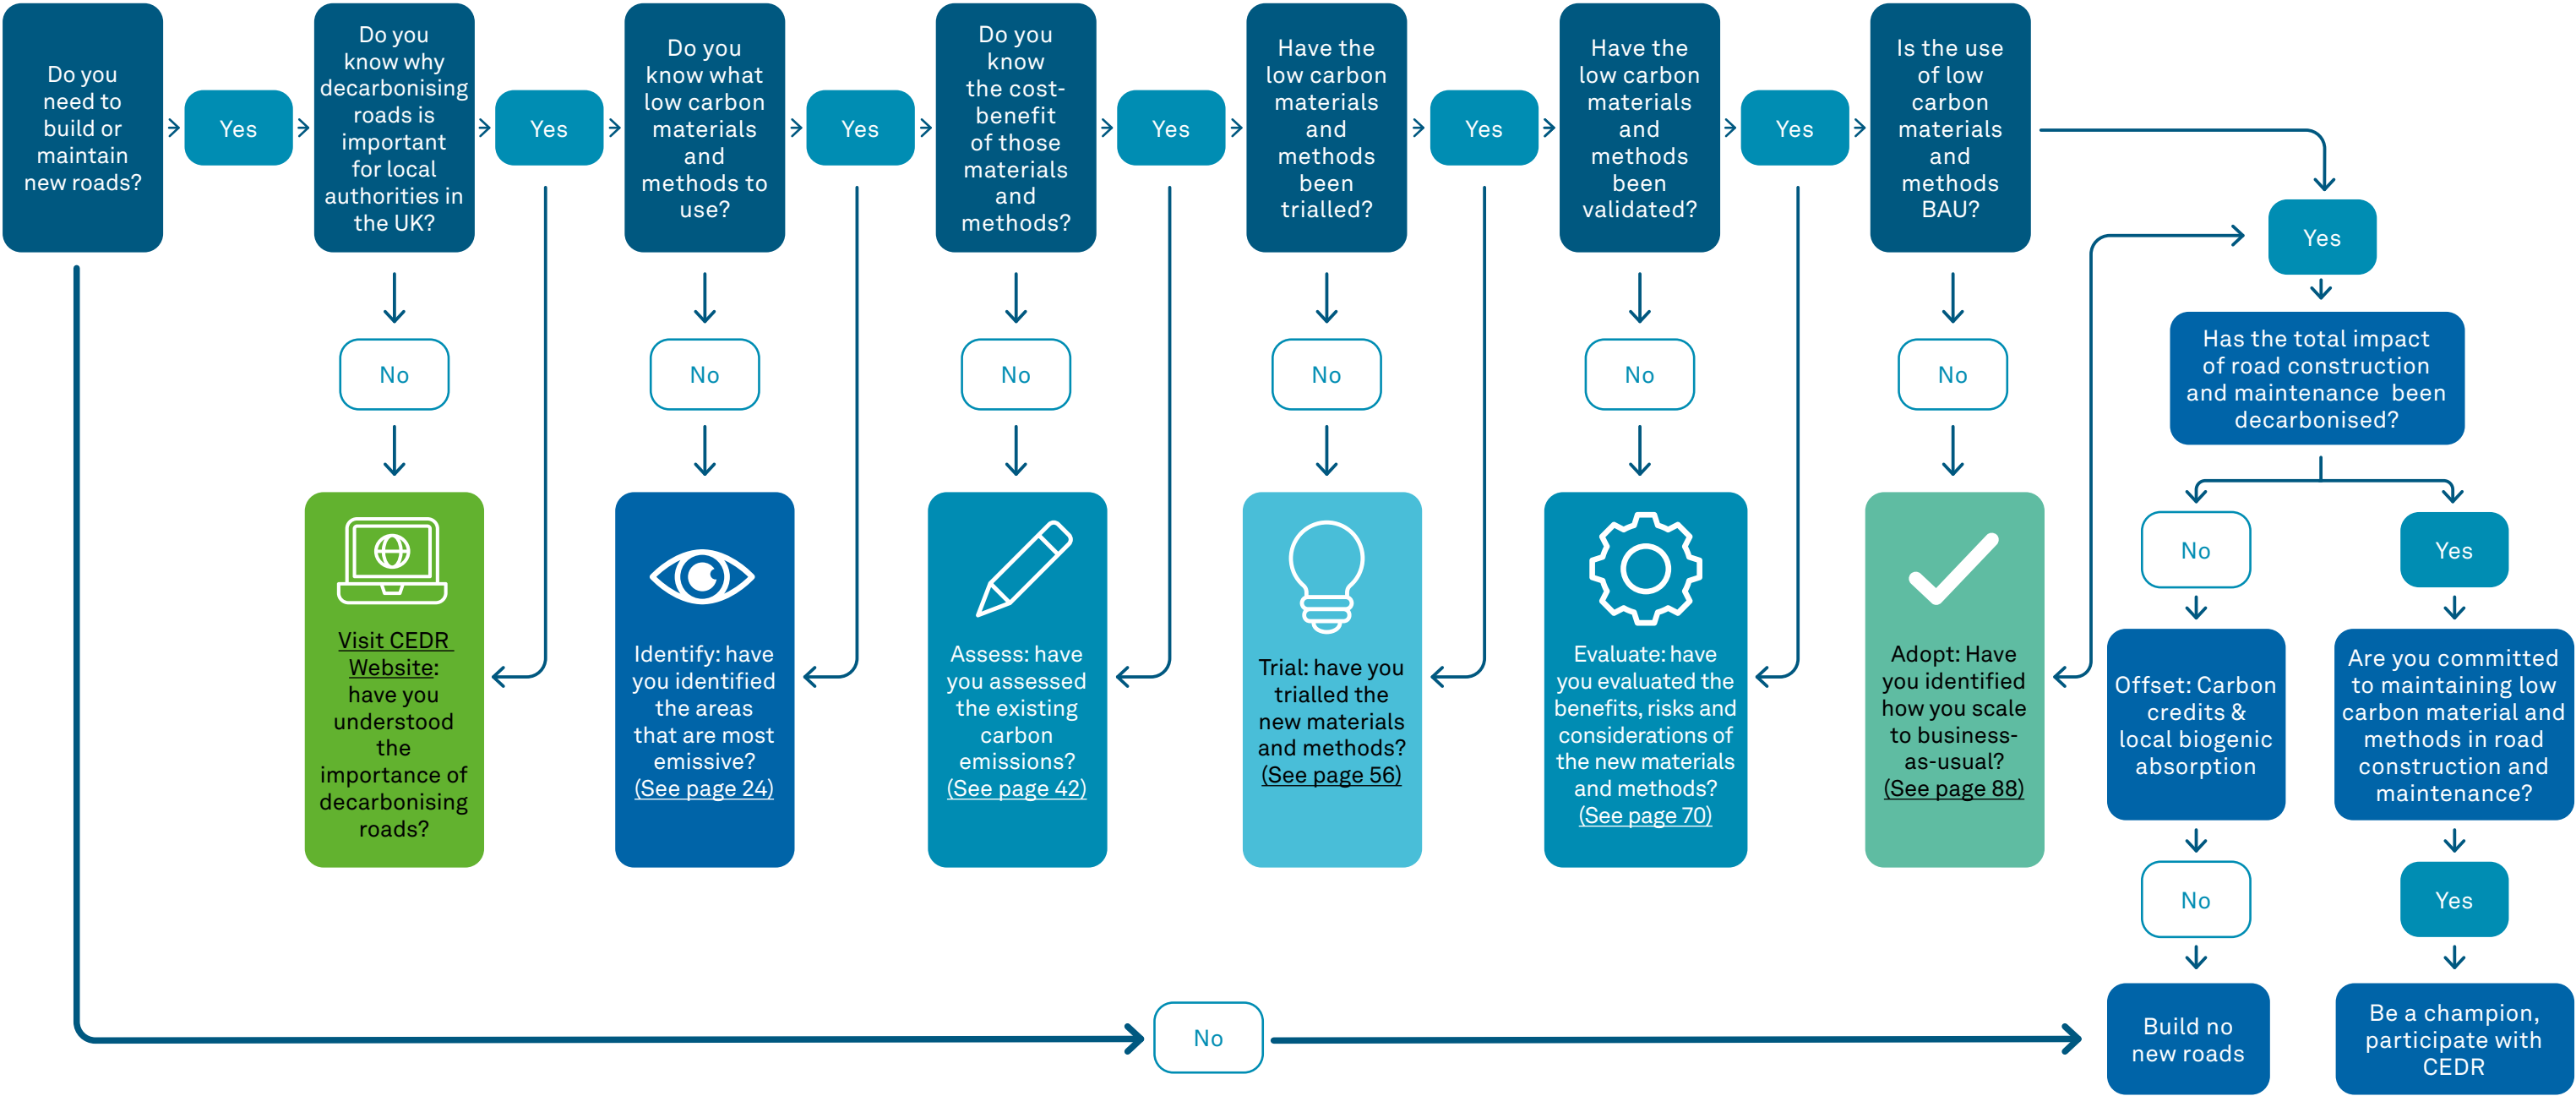 Do you
need to
build or
maintain
new roads?
Yes
Do you
know why
decarbonising
roads is
important
for local
authorities in
the UK?
Yes
Do you
know what
low carbon
materials
and
methods to
use?
Yes
Do you
know
the cost-
benefit
of those
materials
and
methods?
Yes
Have the
low carbon
materials
and
methods
been
trialled?
Yes
Have the
low carbon
materials
and
methods
been
validated?
Yes
Is the use
of low
carbon
materials
and
methods
BAU?
Yes
No
No
No
No
No
No
Has the total impact
of road construction
and maintenance been
decarbonised?
No
Yes
Visit CEDR
Website:
have you
understood
the
importance of
decarbonising
roads?
Identify: have
you identified
the areas
that are most
emissive?
(See page 24)
Assess: have
you assessed
the existing
carbon
emissions?
(See page 42)
Trial: have you
trialled the
new materials
and methods?
(See page 56)
Evaluate: have
you evaluated the
benefits, risks and
considerations of
the new materials
and methods?
(See page 70)
Adopt: Have
you identified
how you scale
to business-
as-usual?
(See page 88)
Offset: Carbon
credits &
local biogenic
absorption
Are you committed
to maintaining low
carbon material and
methods in road
construction and
maintenance?
No
Yes
No
Build no
new roads
Be a champion,
participate with
CEDR